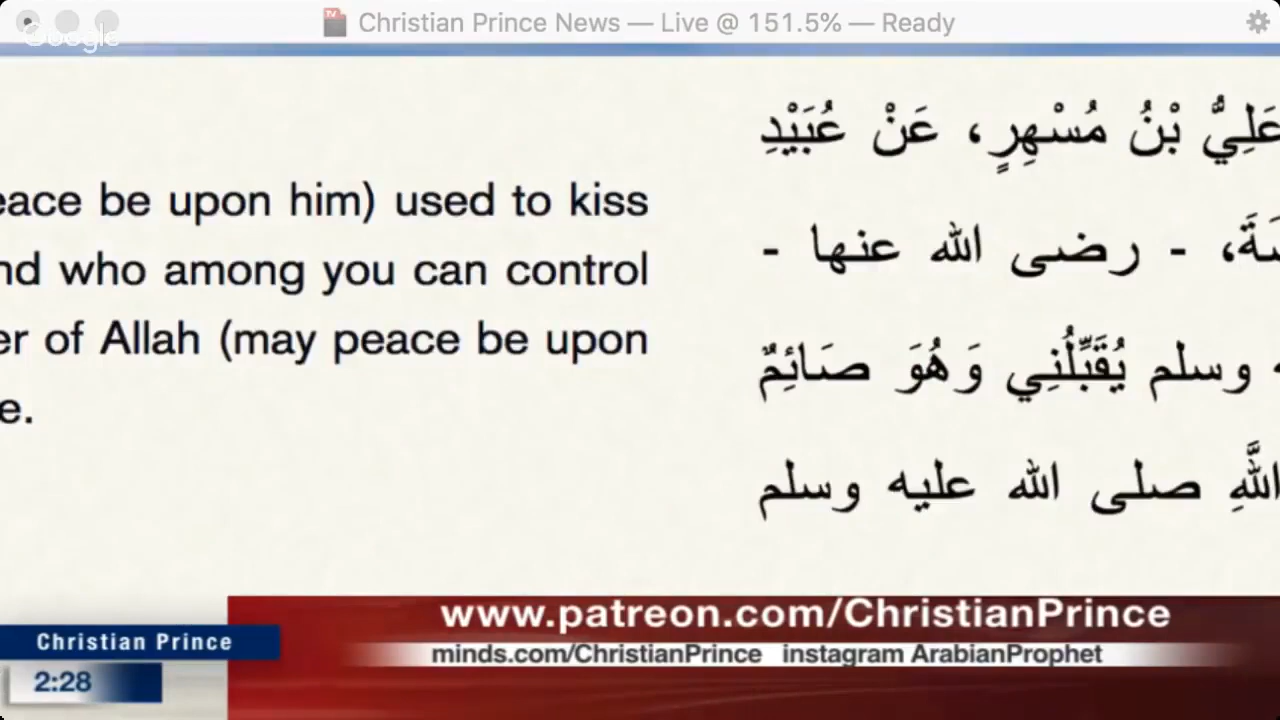 Christian Prince News — Live @ 151.5% — Ready
Google
عَلِيُّ بْنُ مُسْهِرٍ، عَنْ عُبَيْدِ
eace be upon him) used to kiss
- رضى الله عنها -
nd who among you can control
er of Allah (may peace be upon
وسلم يُقَبِّلُنِي وَهُوَ صَائِمٌ
e.
اللَّهِ صلى الله عليه وسلم
www.patreon.com/ChristianPrince
Christian Prince
minds.com/ChristianPrince instagram ArabianProphet
2:28